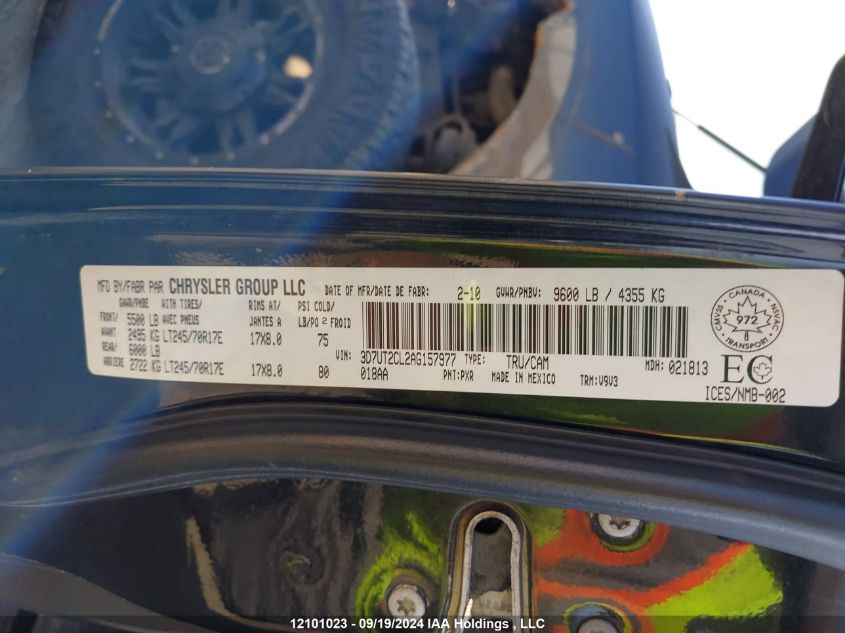 MFD BY/FABR PAR CHRYSLER GROUP LLC
DATE OF MFR/DATE DE FABR: 2-10 GVWR/PNBV: 9600 LB / 4355 KG
GAWR/PNBE WITH TIRES/ RIMS AT/ PSI COLD/
FRONT/ 5500 LB AVEC PNEUS JANTES A LB/PO 2 FROID
AVANT 2495 KG LT245/70R17E 17X8.0 75
REAR/ 6000 LB
ARRIERE 2722 KG LT245/70R17E 17X8.0 80
VIN: 3D7UT2CL2AG157977 TYPE: TRU/CAM MDH: 021813
018AA PNT:PXR MADE IN MEXICO TRM:V9V3
CANADA
CMVSS 972 NSVAC
TRANSPORT
EC
ICES/NMB-002
12101023 - 09/19/2024 IAA Holdings , LLC